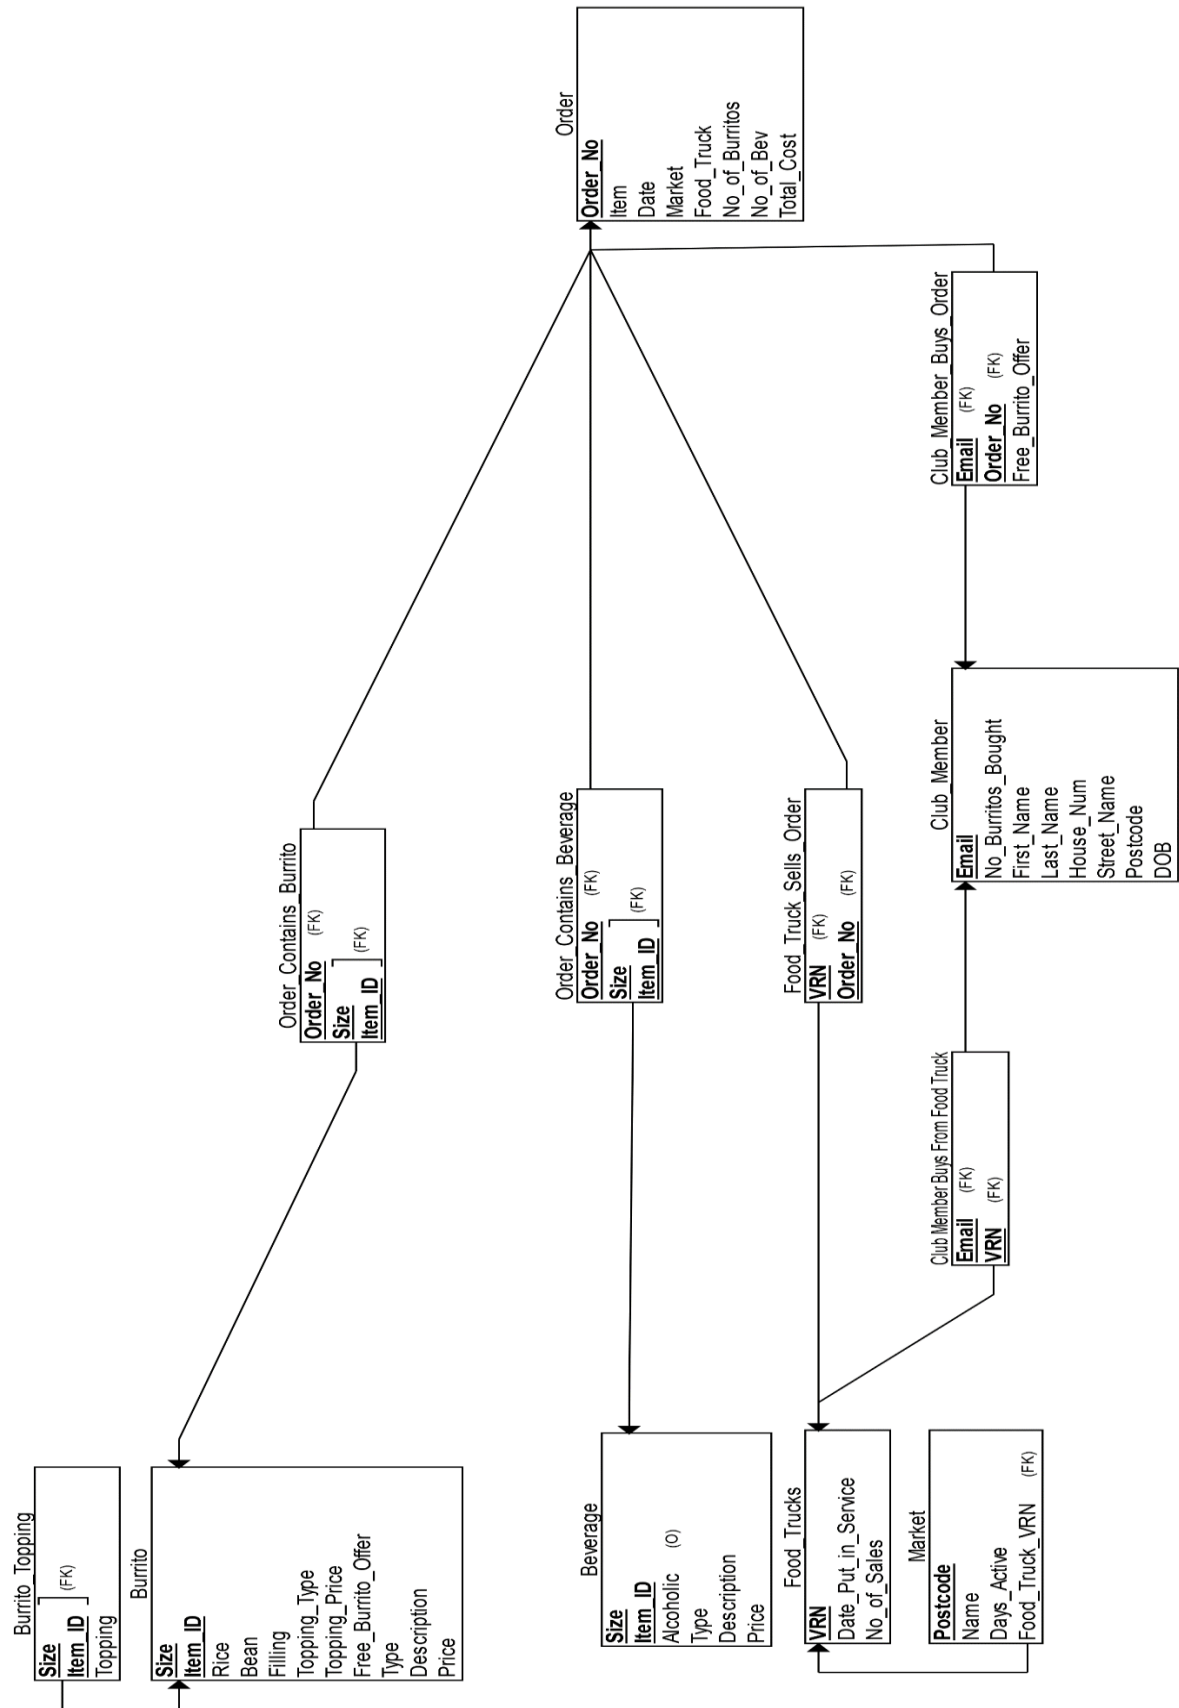 Burrito_Topping
Size
Item_ID (FK)
Topping
Burrito
Size
Item_ID
Rice
Bean
Filling
Topping_Type
Topping_Price
Free_Burrito_Offer
Type
Description
Price
Order_Contains_Burrito
Order_No (FK)
Size
Item_ID (FK)
Order
Order_No
Item
Date
Market
Food_Truck
No_of_Burritos
No_of_Bev
Total_Cost
Beverage
Size
Item_ID
Alcoholic (O)
Type
Description
Price
Order_Contains_Beverage
Order_No (FK)
Size
Item_ID (FK)
Food_Trucks
VRN
Date_Put_in_Service
No_of_Sales
Food_Truck_Sells_Order
VRN (FK)
Order_No (FK)
Market
Postcode
Name
Days_Active
Food_Truck_VRN (FK)
Club Member Buys From Food Truck
Email (FK)
VRN (FK)
Club_Member
Email
No_Burritos_Bought
First_Name
Last_Name
House_Num
Street_Name
Postcode
DOB
Club_Member_Buys_Order
Email (FK)
Order_No (FK)
Free_Burrito_Offer